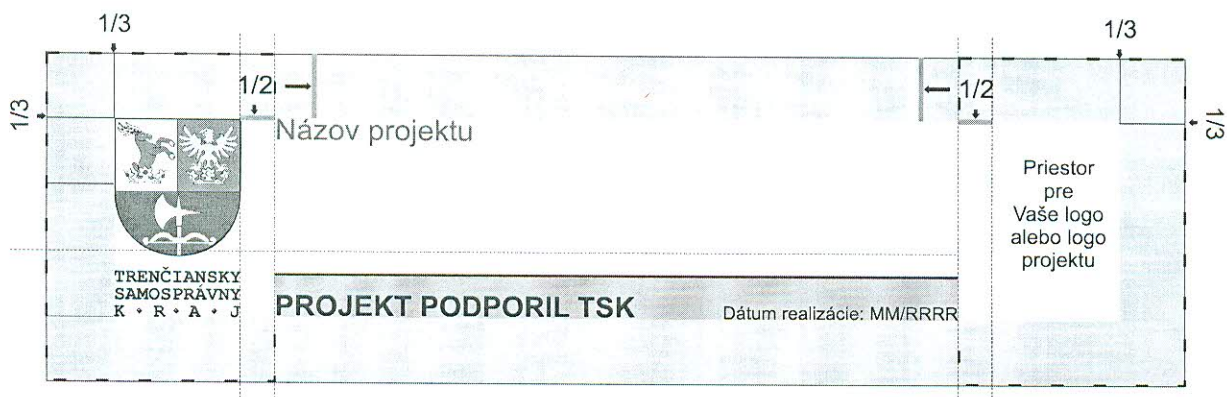 1/3
1/3
1/2
1/2
1/3
1/3
Názov projektu
TRENČIANSKY
SAMOSPRÁVNY
K · R · A · J
PROJEKT PODPORIL TSK
Dátum realizácie: MM/RRRR
Priestor
pre
Vaše logo
alebo logo
projektu